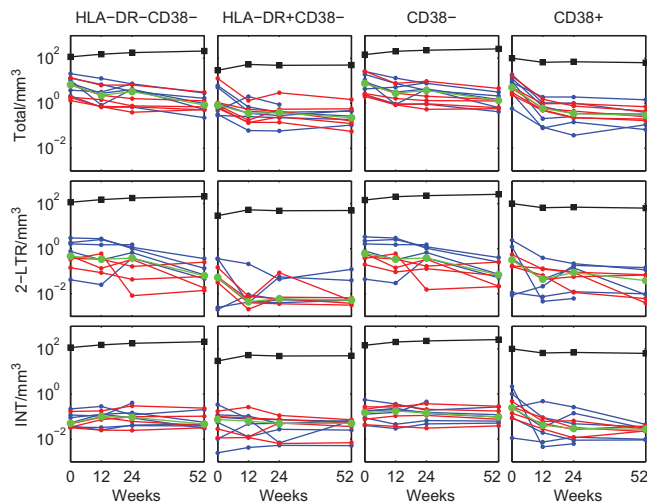 HLA−DR−CD38− HLA−DR+CD38− CD38− CD38+
Total/mm³
10² 10⁰ 10⁻²
2−LTR/mm³
10² 10⁰ 10⁻²
INT/mm³
10² 10⁰ 10⁻²
0 12 24 52 0 12 24 52 0 12 24 52 0 12 24 52
Weeks Weeks Weeks Weeks